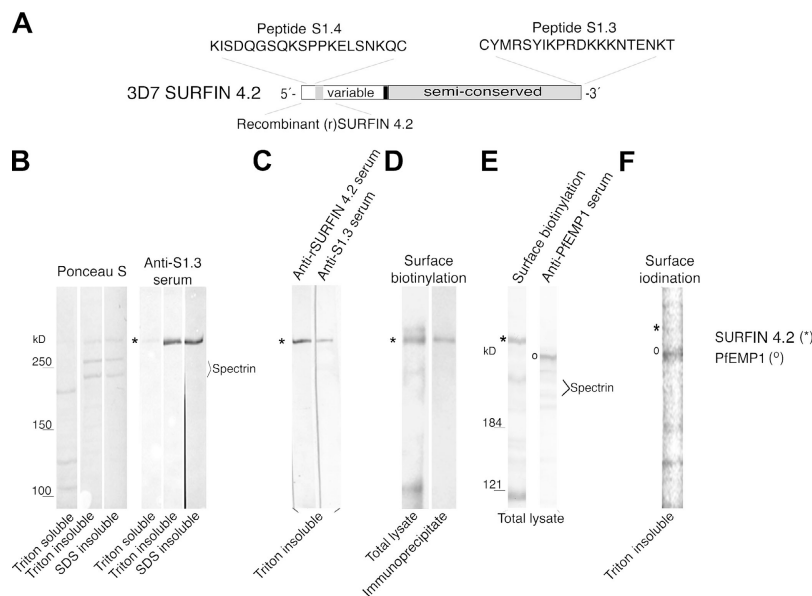 A
Peptide S1.4
KISDQGSQKSPPKELSNKQC
Peptide S1.3
CYMRSYIKPRDKKKNTENKT
3D7 SURFIN 4.2
5´-
variable
semi-conserved
-3´
Recombinant (r)SURFIN 4.2
B
Ponceau S
Anti-S1.3
serum
kD
250
150
100
*
Spectrin
Triton soluble
Triton insoluble
SDS insoluble
Triton soluble
Triton insoluble
SDS insoluble
C
Anti-rSURFIN 4.2 serum
Anti-S1.3 serum
*
Triton insoluble
D
Surface
biotinylation
*
Total lysate
Immunoprecipitate
E
Surface biotinylation
Anti-PfEMP1 serum
*
kD
o
Spectrin
184
121
Total lysate
F
Surface
iodination
*
o
Triton insoluble
SURFIN 4.2 (*)
PfEMP1 (o)